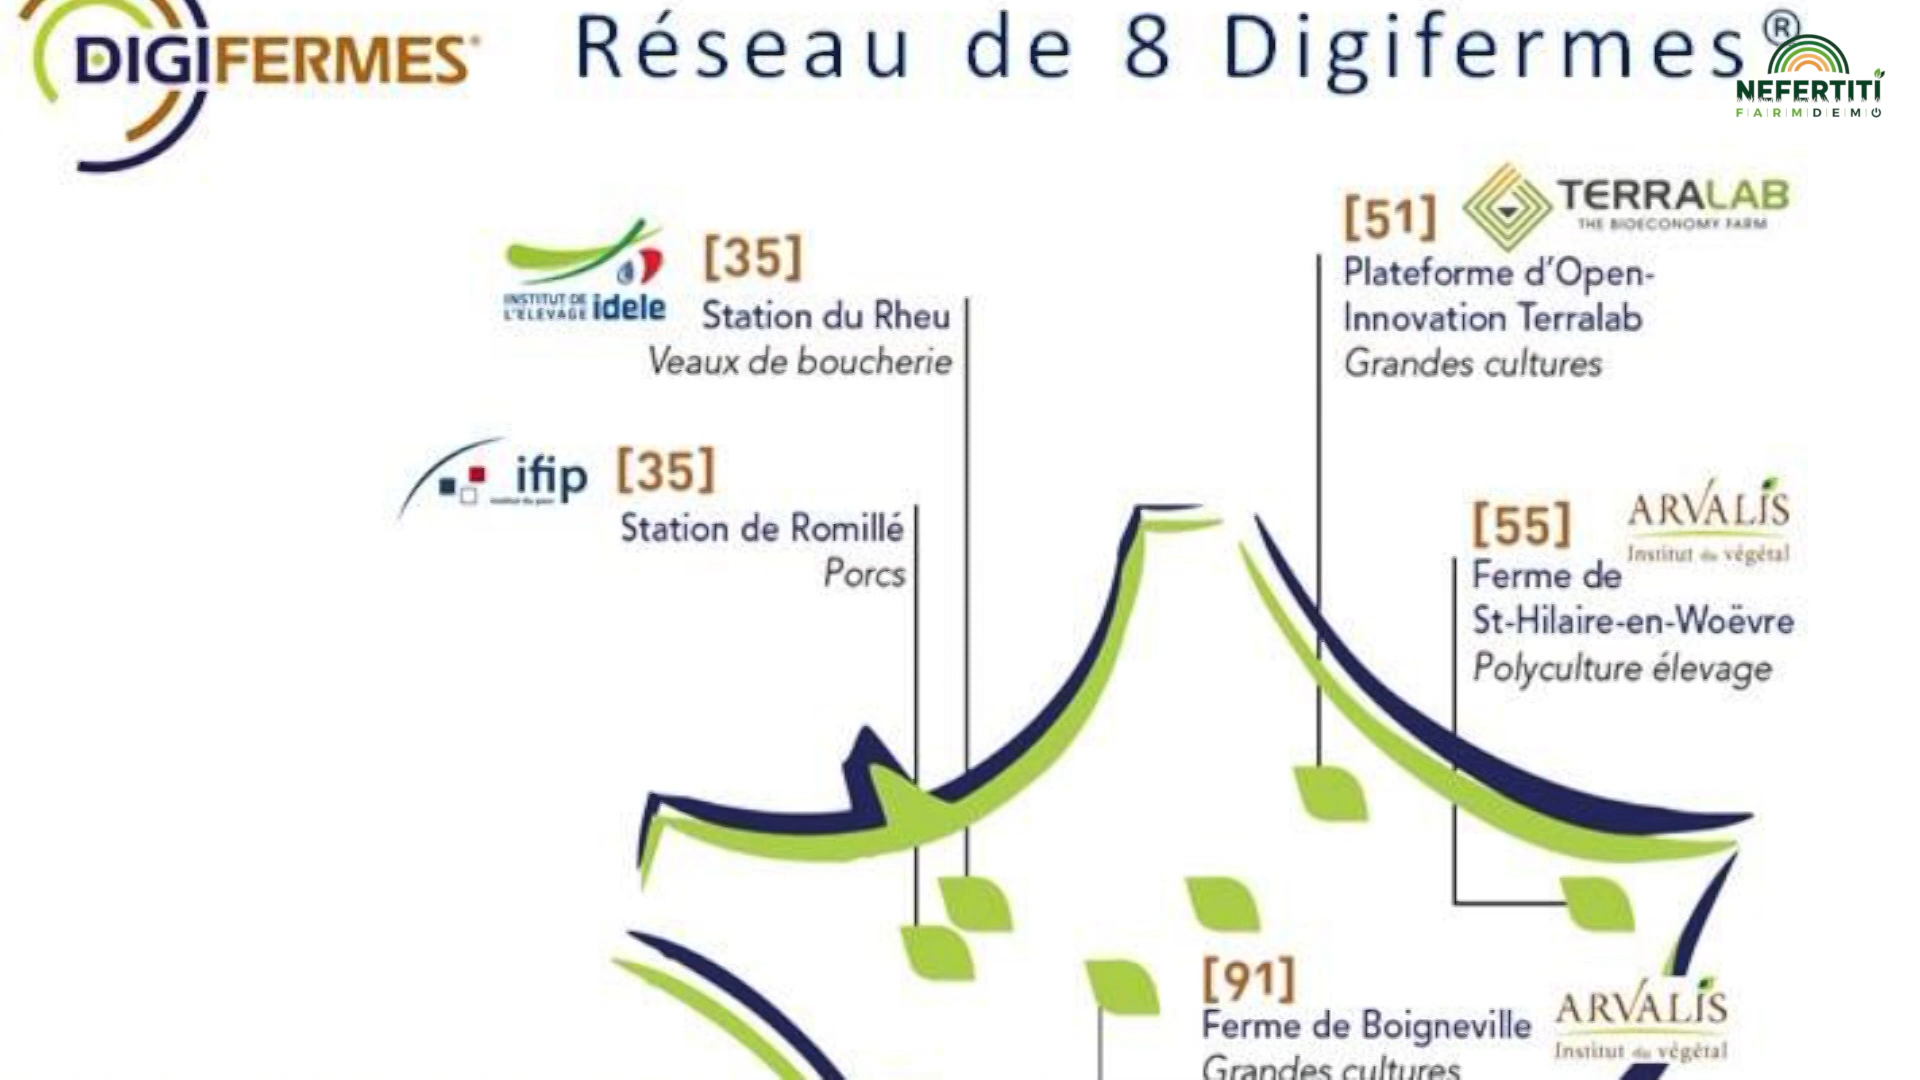 DIGIFERMES
Réseau de 8 Digifermes®
NEFERTITI
FARMDEMO
[35]
INSTITUT DE
L'ELEVAGE idele
Station du Rheu
Veaux de boucherie
[51]
TERRALAB
THE BIOECONOMY FARM
Plateforme d'Open-
Innovation Terralab
Grandes cultures
ifip
[35]
Station de Romillé
Porcs
[55]
ARVALIS
Institut du végétal
Ferme de
St-Hilaire-en-Woëvre
Polyculture élevage
[91]
Ferme de Boigneville
Grandes cultures
ARVALIS
Institut du végétal